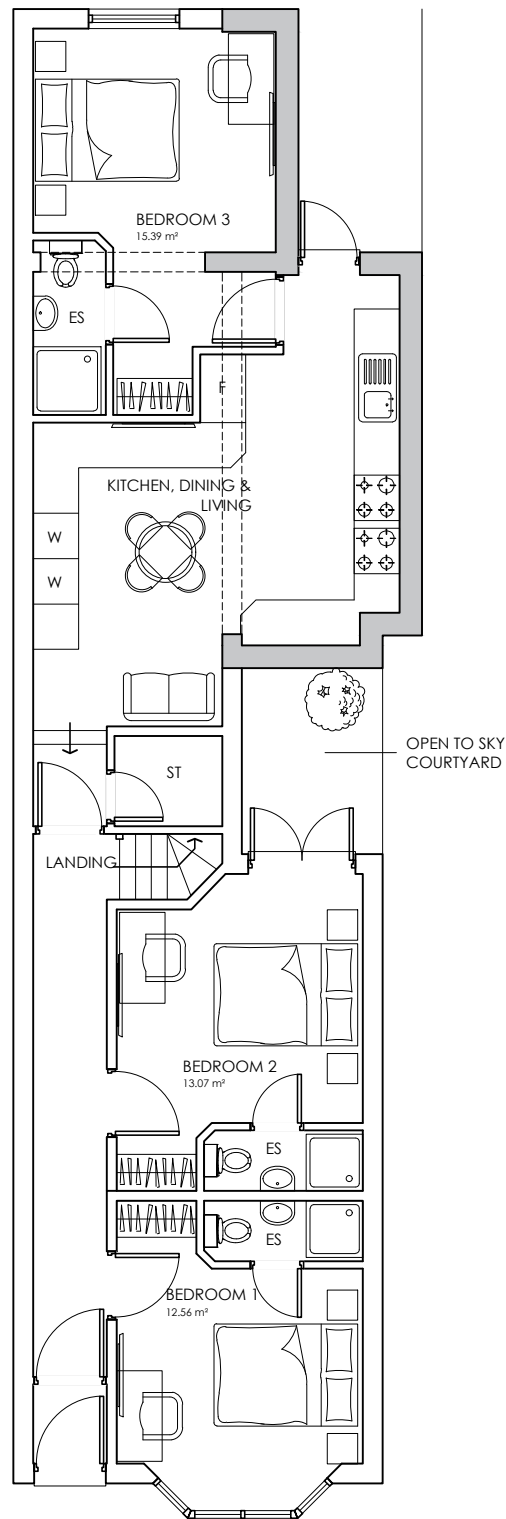 BEDROOM 3
15.39 m²
ES
F
KITCHEN, DINING &
LIVING
W
W
OPEN TO SKY
COURTYARD
ST
LANDING
BEDROOM 2
13.07 m²
ES
ES
BEDROOM 1
12.56 m²